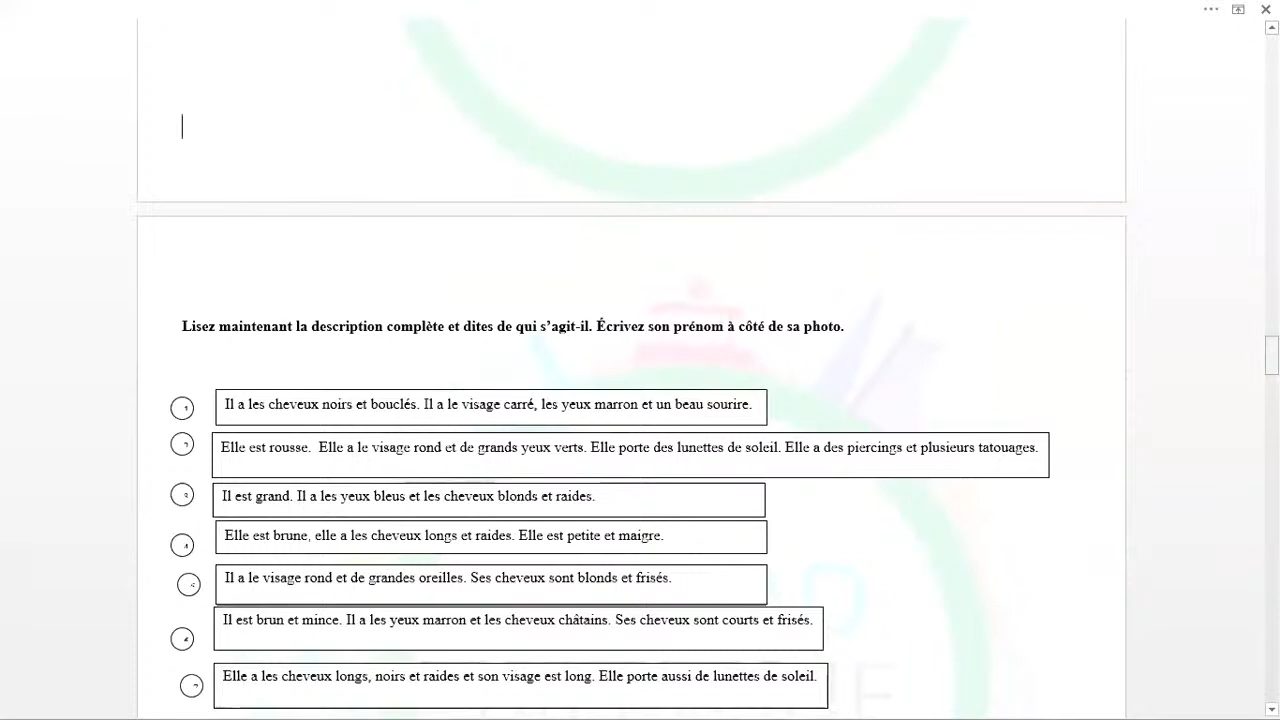 Lisez maintenant la description complète et dites de qui s’agit-il. Écrivez son prénom à côté de sa photo.
Il a les cheveux noirs et bouclés. Il a le visage carré, les yeux marron et un beau sourire.
Elle est rousse.  Elle a le visage rond et de grands yeux verts. Elle porte des lunettes de soleil. Elle a des piercings et plusieurs tatouages.
Il est grand. Il a les yeux bleus et les cheveux blonds et raides.
Elle est brune, elle a les cheveux longs et raides. Elle est petite et maigre.
Il a le visage rond et de grandes oreilles. Ses cheveux sont blonds et frisés.
Il est brun et mince. Il a les yeux marron et les cheveux châtains. Ses cheveux sont courts et frisés.
Elle a les cheveux longs, noirs et raides et son visage est long. Elle porte aussi de lunettes de soleil.